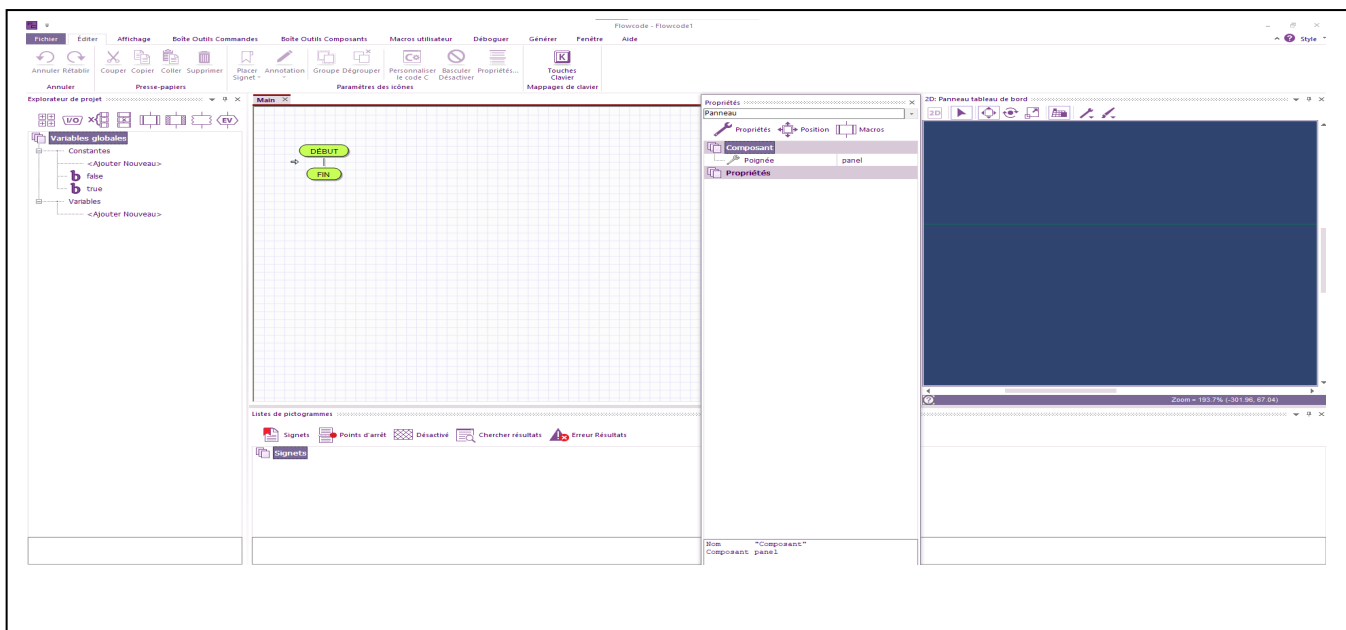 Flowcode - Flowcode1
Fichier Éditer Affichage Boîte Outils Commandes Boîte Outils Composants Macros utilisateur Déboguer Générer Fenêtre Aide Style
Annuler Rétablir Couper Copier Coller Supprimer Placer Signet Annotation Groupe Dégrouper Personnaliser le code C Basculer Désactiver Propriétés... Touches Clavier
Annuler Presse-papiers Paramètres des icônes Mappages de clavier
Explorateur de projet
I/O EV
Variables globales
Constantes
<Ajouter Nouveau>
false
true
Variables
<Ajouter Nouveau>
Main
DÉBUT
FIN
Propriétés
Panneau
Propriétés Position Macros
Composant
Poignée panel
Propriétés
Nom "Composant"
Composant panel
2D: Panneau tableau de bord
2D
Zoom = 193.7% (-301.96, 67.04)
Listes de pictogrammes
Signets Points d'arrêt Désactivé Chercher résultats Erreur Résultats
Signets